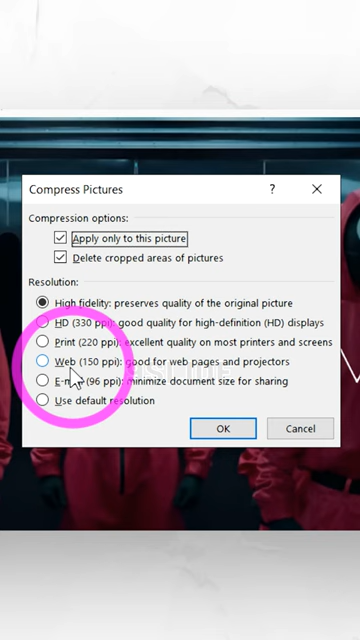 Compress Pictures
Compression options:
Apply only to this picture
Delete cropped areas of pictures
Resolution:
High fidelity: preserves quality of the original picture
HD (330 ppi): good quality for high-definition (HD) displays
Print (220 ppi): excellent quality on most printers and screens
Web (150 ppi): good for web pages and projectors
(96 ppi): minimize document size for sharing
Use default resolution
OK
Cancel